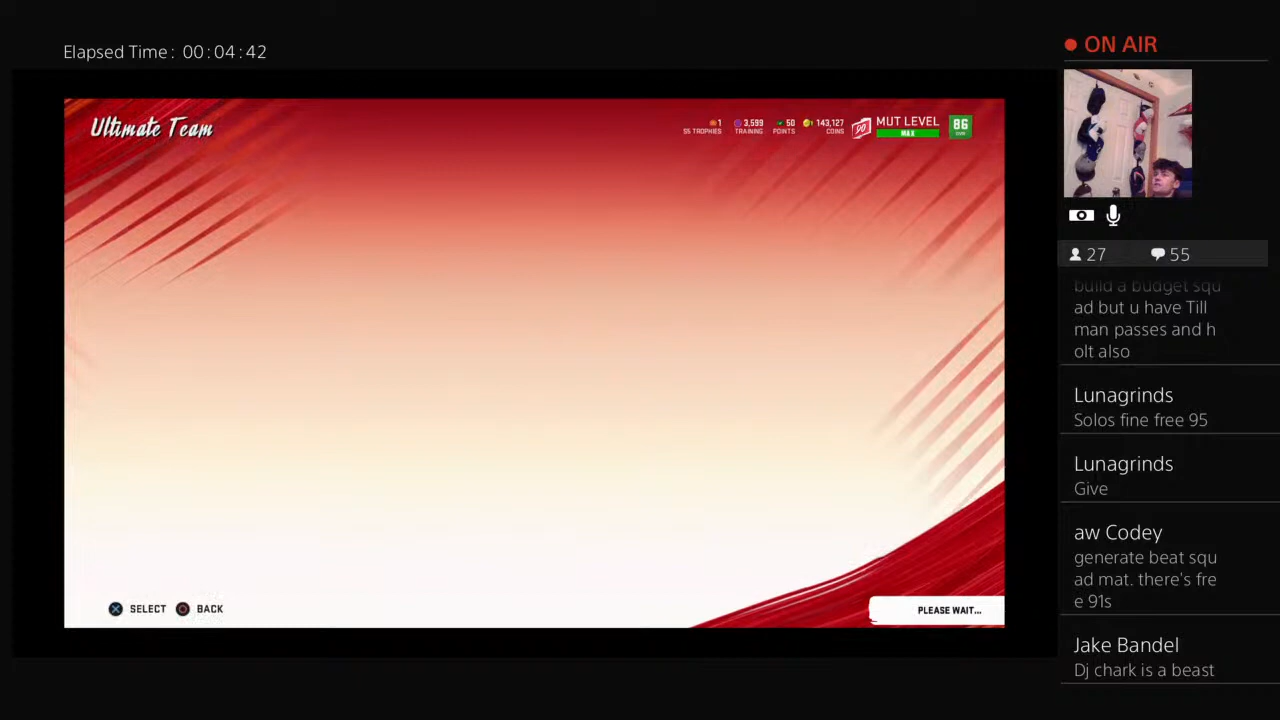 Elapsed Time: 00:04:42
ON AIR
Ultimate Team
1
S5 TROPHIES
3,599
TRAINING
50
POINTS
143,127
COINS
MUT LEVEL
MAX
86
OVR
27
55
build a budget squ
ad but u have Till
man passes and h
olt also
Lunagrinds
Solos fine free 95
Lunagrinds
Give
aw Codey
generate beat squ
ad mat. there's fre
e 91s
Jake Bandel
Dj chark is a beast
SELECT
BACK
PLEASE WAIT...